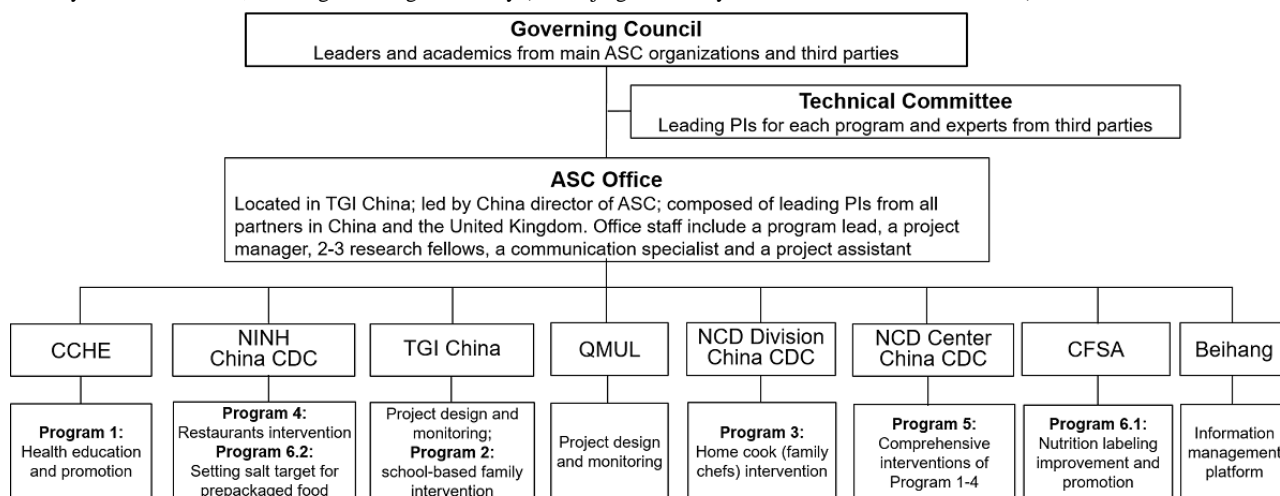 Governing Council
Leaders and academics from main ASC organizations and third parties
Technical Committee
Leading PIs for each program and experts from third parties
ASC Office
Located in TGI China; led by China director of ASC; composed of leading PIs from all
partners in China and the United Kingdom. Office staff include a program lead, a project
manager, 2-3 research fellows, a communication specialist and a project assistant
CCHE
NINH
China CDC
TGI China
QMUL
NCD Division
China CDC
NCD Center
China CDC
CFSA
Beihang
Program 1:
Health education
and promotion
Program 4:
Restaurants intervention
Program 6.2:
Setting salt target for
prepackaged food
Project design and
monitoring;
Program 2:
school-based family
intervention
Project design
and monitoring
Program 3:
Home cook (family
chefs) intervention
Program 5:
Comprehensive
interventions of
Program 1-4
Program 6.1:
Nutrition labeling
improvement and
promotion
Information
management
platform